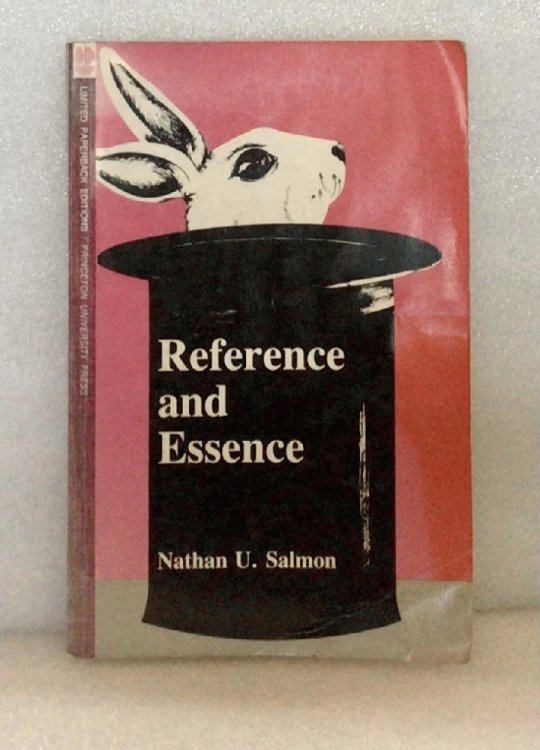 LIMITED PAPERBACK EDITIONS / PRINCETON UNIVERSITY PRESS
Reference
and
Essence
Nathan U. Salmon